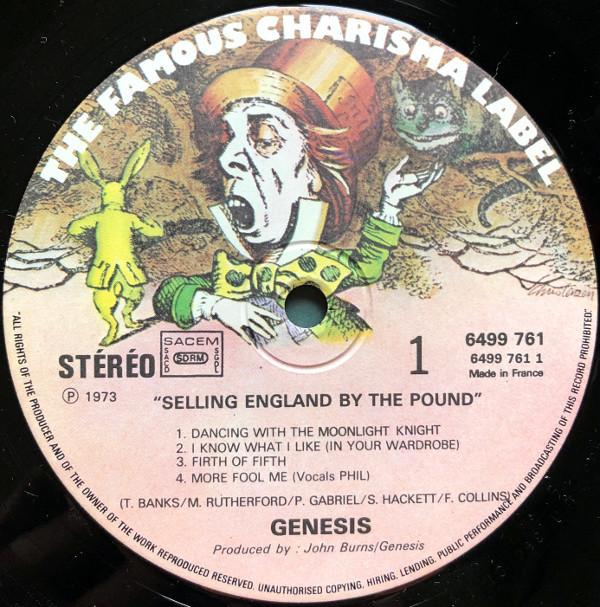 THE FAMOUS CHARISMA LABEL
Christensen
STÉRÉO
SACEM
SACD
SDRM
SGDL
1
6499 761
6499 761 1
Made in France
℗ 1973
"SELLING ENGLAND BY THE POUND"
1. DANCING WITH THE MOONLIGHT KNIGHT
2. I KNOW WHAT I LIKE (IN YOUR WARDROBE)
3. FIRTH OF FIFTH
4. MORE FOOL ME (Vocals PHIL)
(T. BANKS/M. RUTHERFORD/P. GABRIEL/S. HACKETT/F. COLLINS)
GENESIS
Produced by : John Burns/Genesis
"ALL RIGHTS OF THE PRODUCER AND OF THE OWNER OF THE WORK REPRODUCED RESERVED. UNAUTHORISED COPYING, HIRING, LENDING, PUBLIC PERFORMANCE AND BROADCASTING OF THIS RECORD PROHIBITED"